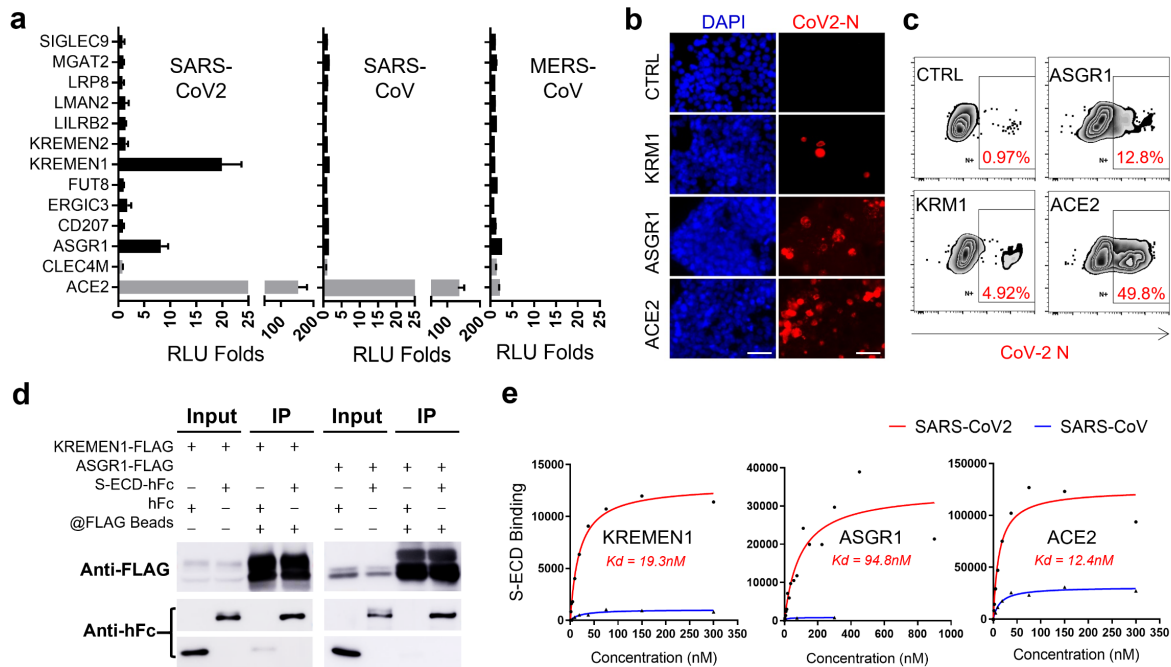 a
SIGLEC9
MGAT2
LRP8
LMAN2
LILRB2
KREMEN2
KREMEN1
FUT8
ERGIC3
CD207
ASGR1
CLEC4M
ACE2
SARS-
CoV2
SARS-
CoV
MERS-
CoV
0 5 10 15 20 25 100 200
0 5 10 15 20 25 100 200
0 5 10 15 20 25
RLU Folds
RLU Folds
RLU Folds
b
DAPI
CoV2-N
CTRL
KRM1
ASGR1
ACE2
c
CTRL
N+
0.97%
ASGR1
N+
12.8%
KRM1
N+
4.92%
ACE2
N+
49.8%
CoV-2 N
d
Input IP Input IP
KREMEN1-FLAG + + + +
ASGR1-FLAG + + + +
S-ECD-hFc − + − + − + − +
hFc + − + − + − + −
@FLAG Beads + + + +
Anti-FLAG
Anti-hFc
e
SARS-CoV2
SARS-CoV
S-ECD Binding
15000
10000
5000
0
0 50 100 150 200 250 300 350
KREMEN1
Kd = 19.3nM
Concentration (nM)
40000
30000
20000
10000
0
0 200 400 600 800 1000
ASGR1
Kd = 94.8nM
Concentration (nM)
50000
40000
30000
20000
10000
0
0 50 100 150 200 250 300 350
ACE2
Kd = 12.4nM
Concentration (nM)